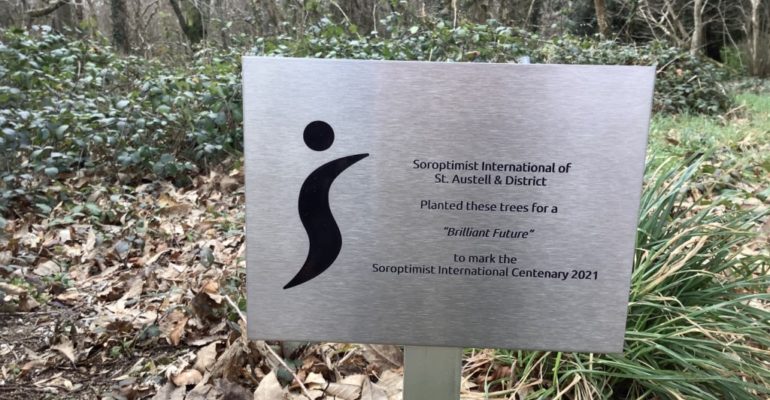 Soroptimist International of
St. Austell & District
Planted these trees for a
“Brilliant Future”
to mark the
Soroptimist International Centenary 2021